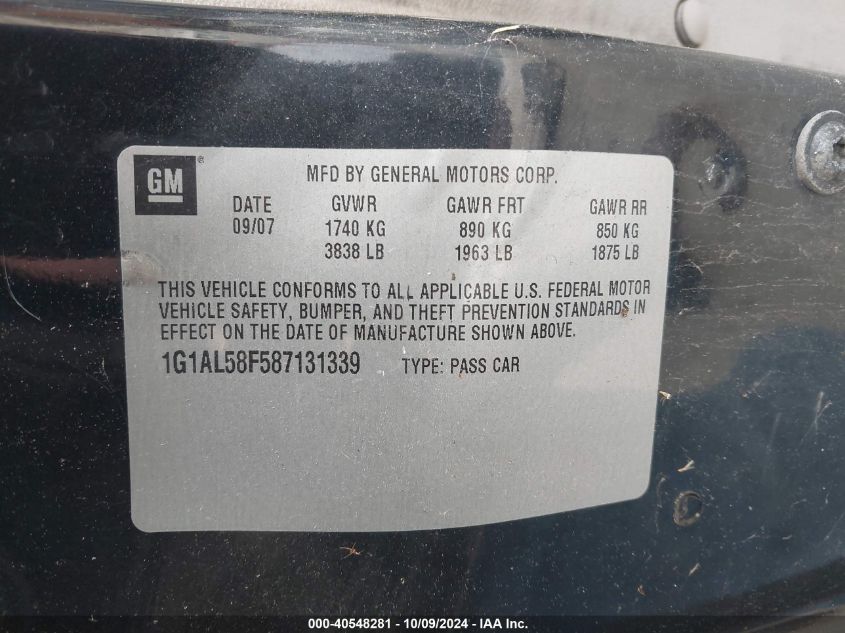 GM ® MFD BY GENERAL MOTORS CORP.
DATE GVWR GAWR FRT GAWR RR
09/07 1740 KG 890 KG 850 KG
3838 LB 1963 LB 1875 LB
THIS VEHICLE CONFORMS TO ALL APPLICABLE U.S. FEDERAL MOTOR
VEHICLE SAFETY, BUMPER, AND THEFT PREVENTION STANDARDS IN
EFFECT ON THE DATE OF MANUFACTURE SHOWN ABOVE.
1G1AL58F587131339 TYPE: PASS CAR
000-40548281 - 10/09/2024 - IAA Inc.